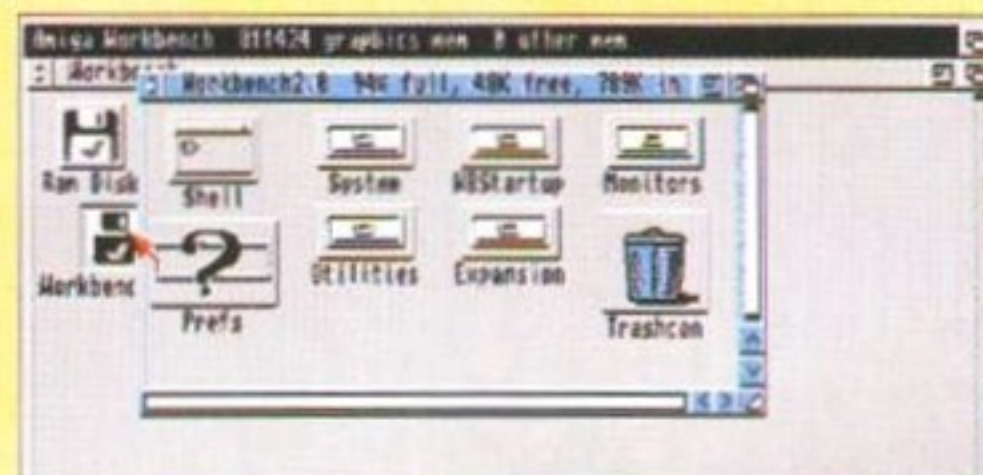 Amiga Workbench 811424 graphics mem 0 other mem
Workbench
Workbench2.0 94% full, 48K free, 789K in
Ram Disk
Shell
System
WBStartup
Monitors
Workbenc
Prefs
Utilities
Expansion
Trashcan